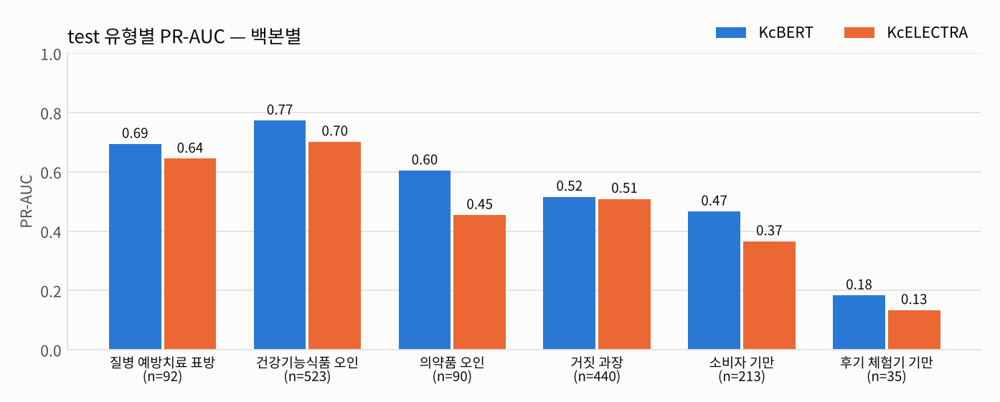 test 유형별 PR-AUC — 백본별
KcBERT
KcELECTRA
PR-AUC
1.0
0.8
0.6
0.4
0.2
0.0
0.69
0.64
0.77
0.70
0.60
0.45
0.52
0.51
0.47
0.37
0.18
0.13
질병 예방치료 표방
(n=92)
건강기능식품 오인
(n=523)
의약품 오인
(n=90)
거짓 과장
(n=440)
소비자 기만
(n=213)
후기 체험기 기만
(n=35)